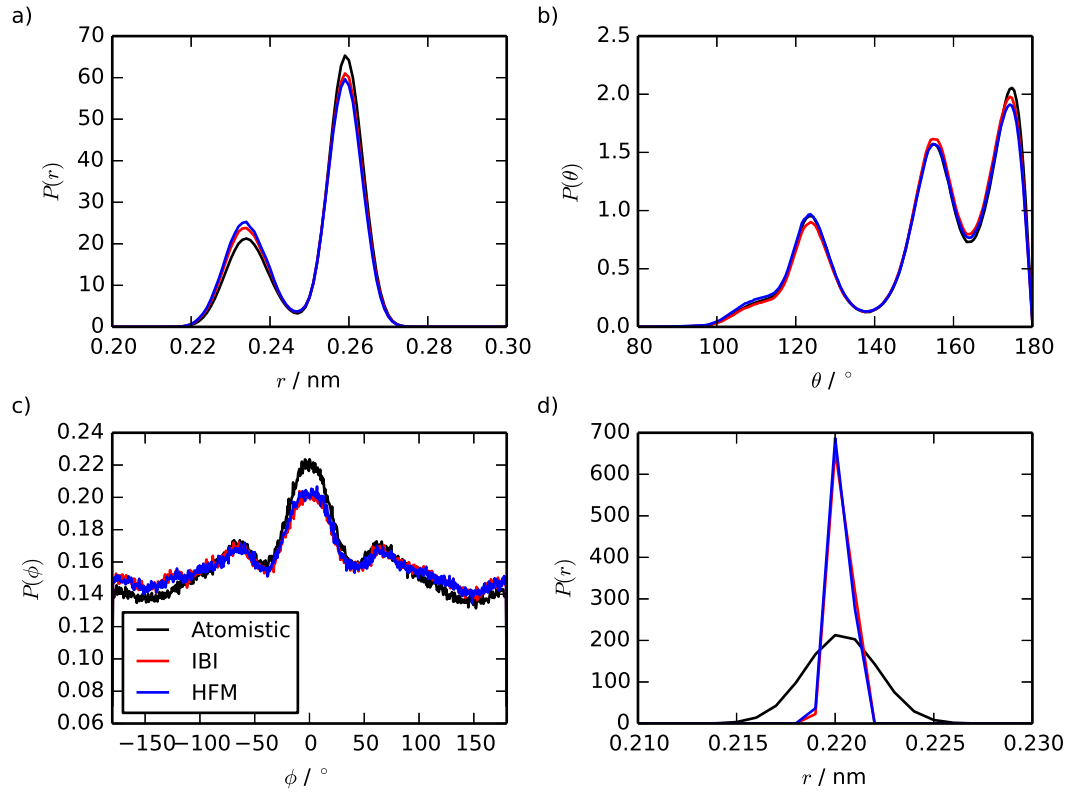 a)
70
60
50
40
30
20
10
0
0.20 0.22 0.24 0.26 0.28 0.30
P(r)
r / nm
b)
2.5
2.0
1.5
1.0
0.5
0.0
80 100 120 140 160 180
P(θ)
θ / °
c)
0.24
0.22
0.20
0.18
0.16
0.14
0.12
0.10
0.08
0.06
−150 −100 −50 0 50 100 150
P(ϕ)
ϕ / °
Atomistic
IBI
HFM
d)
700
600
500
400
300
200
100
0
0.210 0.215 0.220 0.225 0.230
P(r)
r / nm